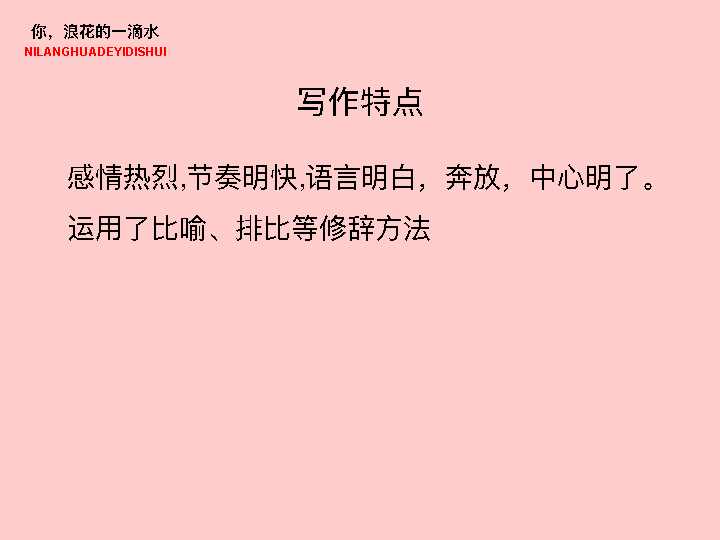 你，浪花的一滴水
NILANGHUADEYIDISHUI
写作特点
感情热烈,节奏明快,语言明白，奔放，中心明了。
运用了比喻、排比等修辞方法